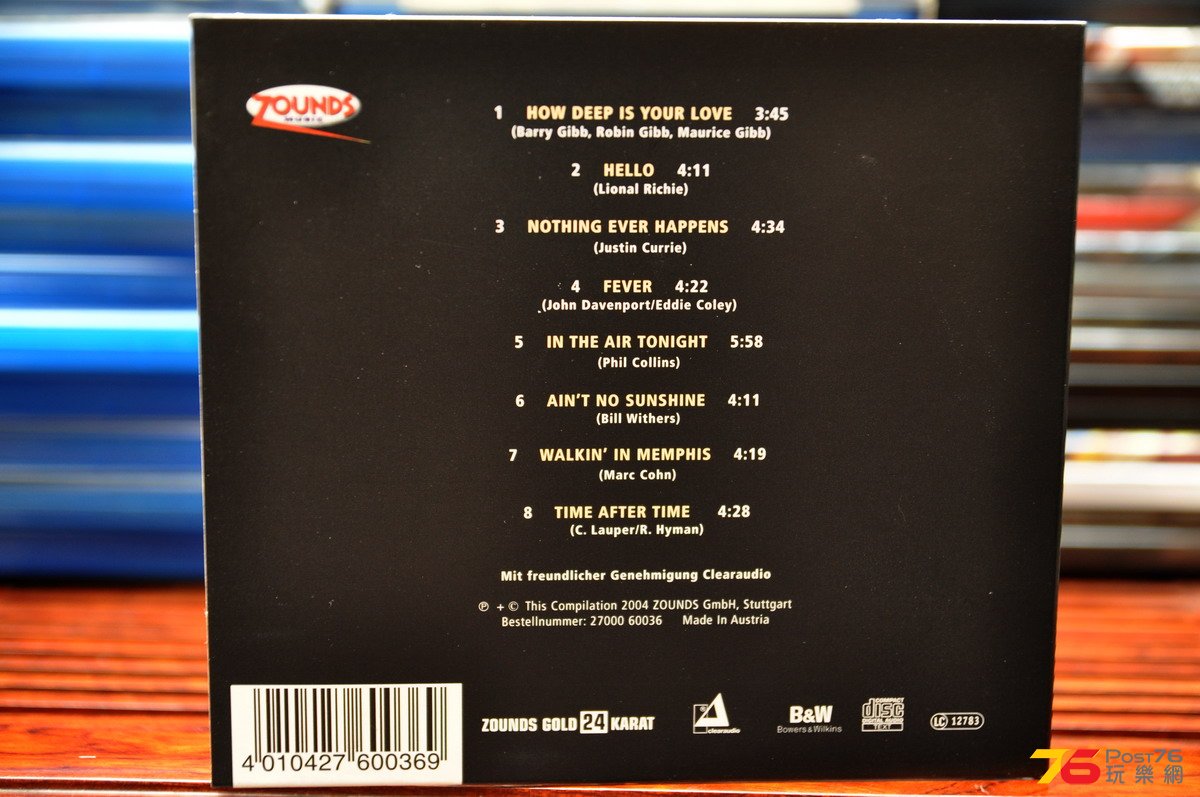 ZOUNDS
MUSIC
1 HOW DEEP IS YOUR LOVE 3:45
(Barry Gibb, Robin Gibb, Maurice Gibb)
2 HELLO 4:11
(Lional Richie)
3 NOTHING EVER HAPPENS 4:34
(Justin Currie)
4 FEVER 4:22
(John Davenport/Eddie Coley)
5 IN THE AIR TONIGHT 5:58
(Phil Collins)
6 AIN'T NO SUNSHINE 4:11
(Bill Withers)
7 WALKIN' IN MEMPHIS 4:19
(Marc Cohn)
8 TIME AFTER TIME 4:28
(C. Lauper/R. Hyman)
Mit freundlicher Genehmigung Clearaudio
℗ + © This Compilation 2004 ZOUNDS GmbH, Stuttgart
Bestellnummer: 27000 60036 Made In Austria
4 010427 600369
ZOUNDS GOLD 24 KARAT
clearaudio
B&W
Bowers & Wilkins
COMPACT
disc
DIGITAL AUDIO
TEXT
LC 12783
76 POST76
玩樂網